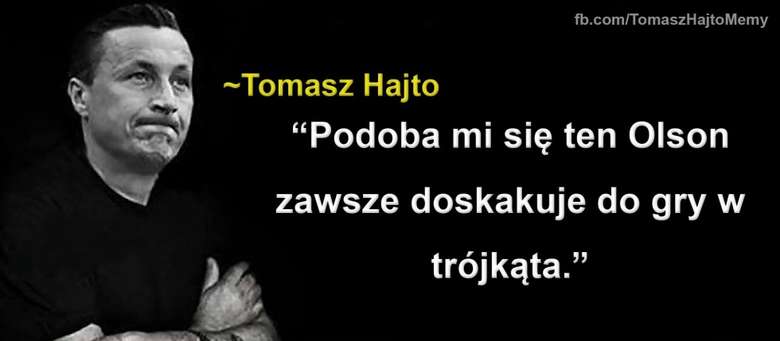 fb.com/TomaszHajtoMemy
~Tomasz Hajto
“Podoba mi się ten Olson
zawsze doskakuje do gry w
trójkąta.”